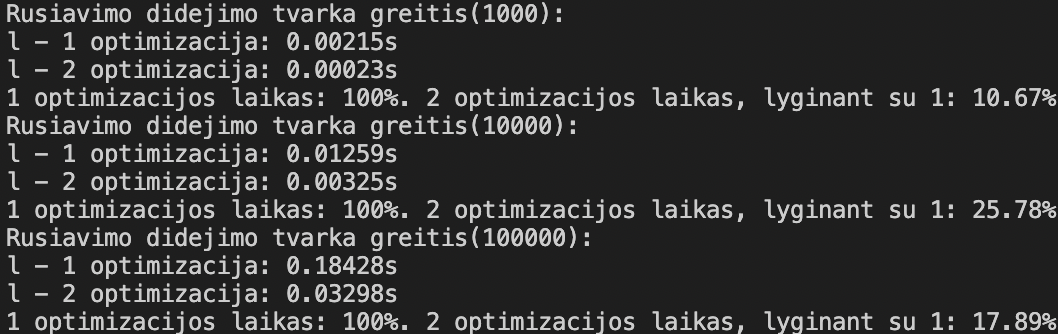 Rusiavimo didejimo tvarka greitis(1000):
l - 1 optimizacija: 0.00215s
l - 2 optimizacija: 0.00023s
1 optimizacijos laikas: 100%. 2 optimizacijos laikas, lyginant su 1: 10.67%
Rusiavimo didejimo tvarka greitis(10000):
l - 1 optimizacija: 0.01259s
l - 2 optimizacija: 0.00325s
1 optimizacijos laikas: 100%. 2 optimizacijos laikas, lyginant su 1: 25.78%
Rusiavimo didejimo tvarka greitis(100000):
l - 1 optimizacija: 0.18428s
l - 2 optimizacija: 0.03298s
1 optimizacijos laikas: 100%. 2 optimizacijos laikas, lyginant su 1: 17.89%